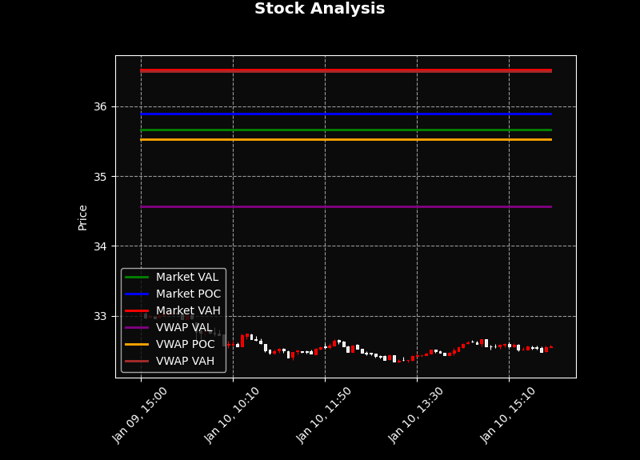 Stock Analysis
Price
36
35
34
33
Market VAL
Market POC
Market VAH
VWAP VAL
VWAP POC
VWAP VAH
Jan 09, 15:00
Jan 10, 10:10
Jan 10, 11:50
Jan 10, 13:30
Jan 10, 15:10